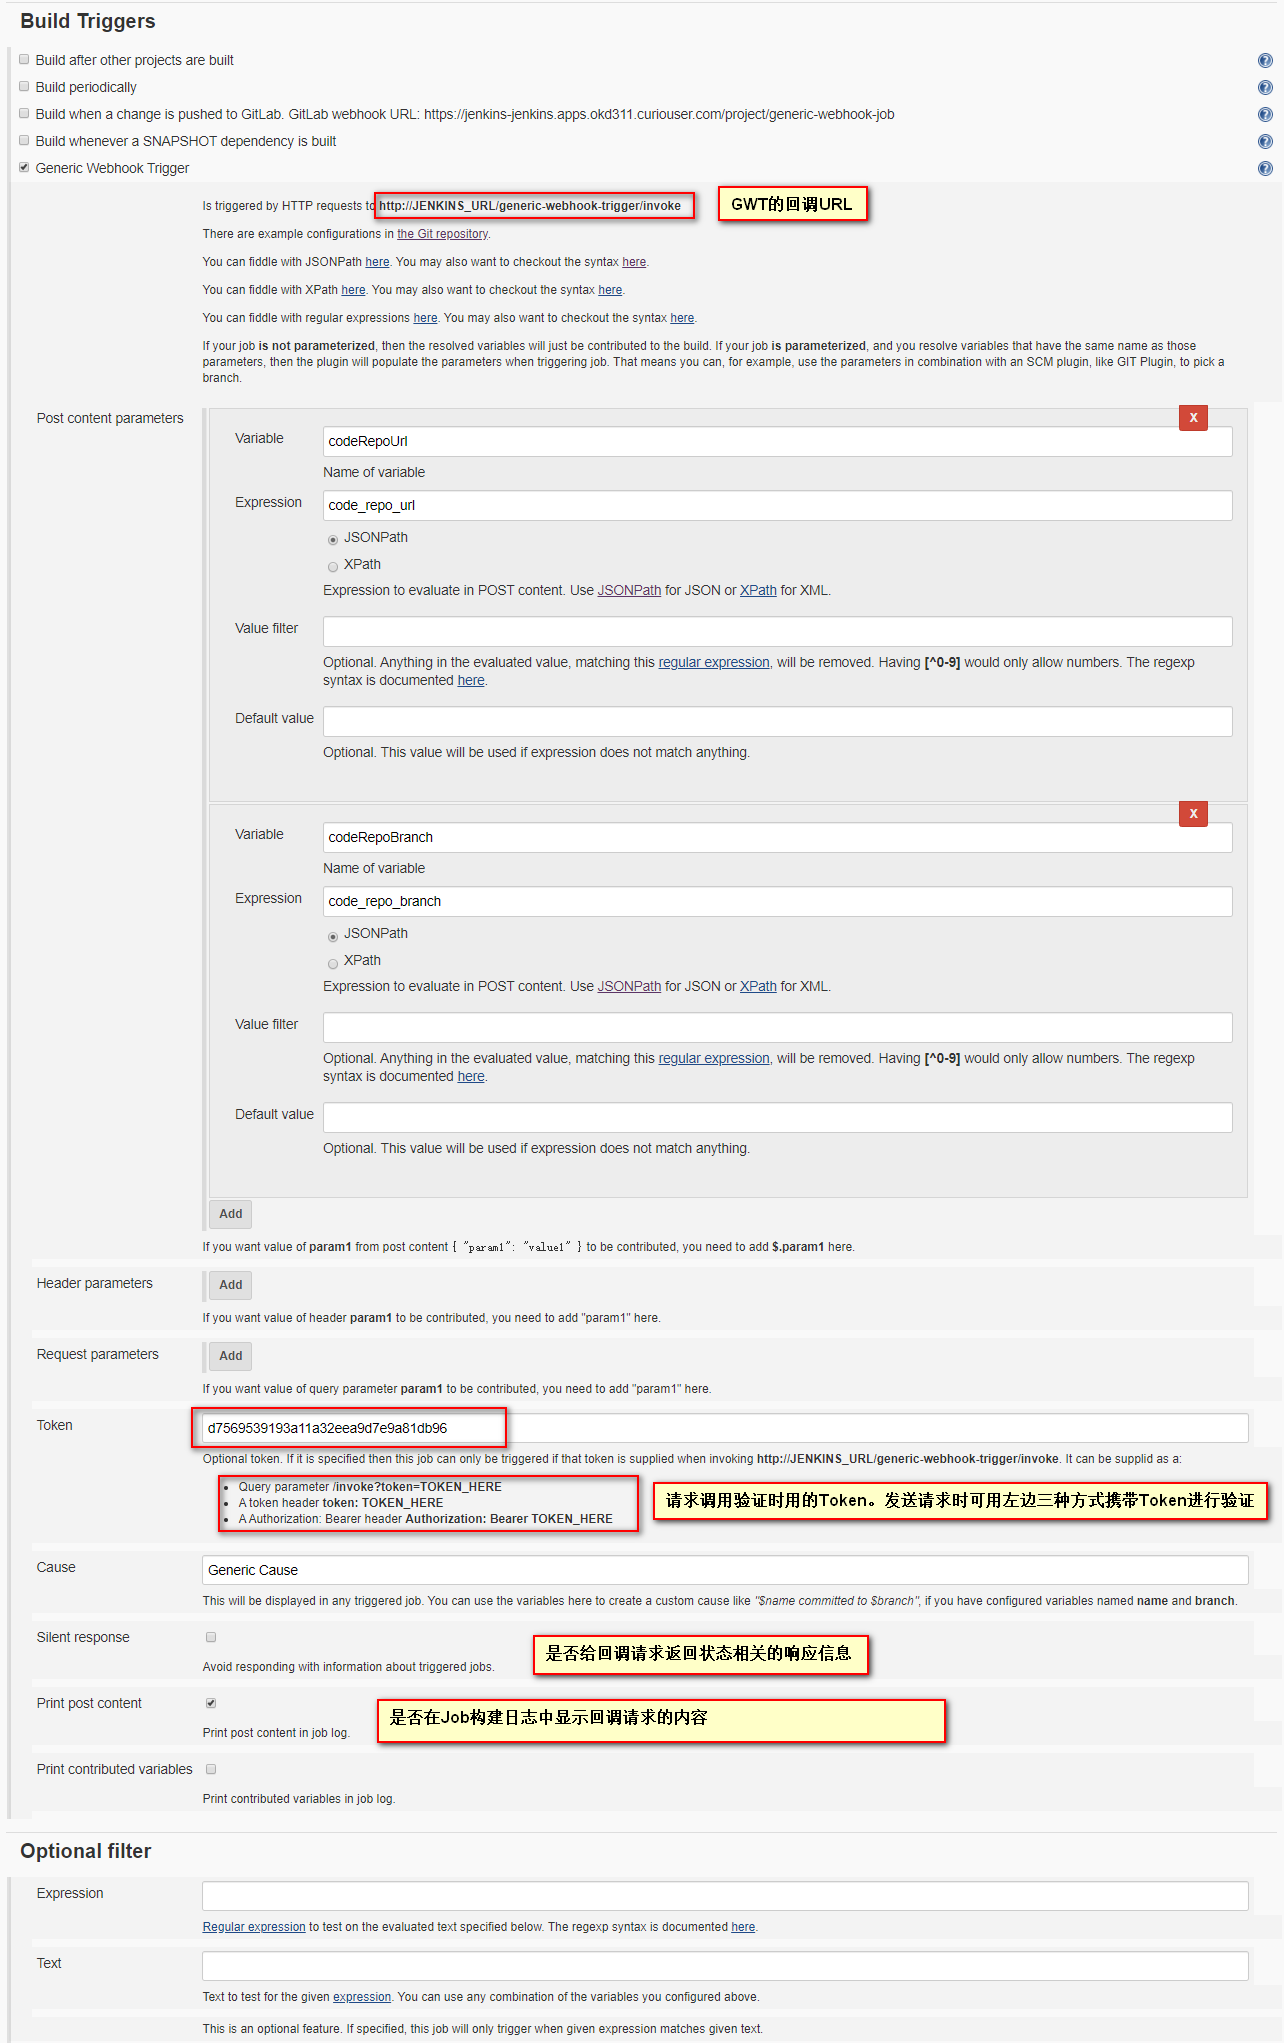 Build Triggers
Build after other projects are built
Build periodically
Build when a change is pushed to GitLab. GitLab webhook URL: https://jenkins-jenkins.apps.okd311.curiouser.com/project/generic-webhook-job
Build whenever a SNAPSHOT dependency is built
Generic Webhook Trigger
Is triggered by HTTP requests to http://JENKINS_URL/generic-webhook-trigger/invoke
GWT的回调URL
There are example configurations in the Git repository.
You can fiddle with JSONPath here. You may also want to checkout the syntax here.
You can fiddle with XPath here. You may also want to checkout the syntax here.
You can fiddle with regular expressions here. You may also want to checkout the syntax here.
If your job is not parameterized, then the resolved variables will just be contributed to the build. If your job is parameterized, and you resolve variables that have the same name as those
parameters, then the plugin will populate the parameters when triggering job. That means you can, for example, use the parameters in combination with an SCM plugin, like GIT Plugin, to pick a
branch.
Post content parameters
X
Variable
codeRepoUrl
Name of variable
Expression
code_repo_url
JSONPath
XPath
Expression to evaluate in POST content. Use JSONPath for JSON or XPath for XML.
Value filter
Optional. Anything in the evaluated value, matching this regular expression, will be removed. Having [^0-9] would only allow numbers. The regexp
syntax is documented here.
Default value
Optional. This value will be used if expression does not match anything.
X
Variable
codeRepoBranch
Name of variable
Expression
code_repo_branch
JSONPath
XPath
Expression to evaluate in POST content. Use JSONPath for JSON or XPath for XML.
Value filter
Optional. Anything in the evaluated value, matching this regular expression, will be removed. Having [^0-9] would only allow numbers. The regexp
syntax is documented here.
Default value
Optional. This value will be used if expression does not match anything.
Add
If you want value of param1 from post content { "param1": "value1" } to be contributed, you need to add $.param1 here.
Header parameters
Add
If you want value of header param1 to be contributed, you need to add "param1" here.
Request parameters
Add
If you want value of query parameter param1 to be contributed, you need to add "param1" here.
Token
d7569539193a11a32eea9d7e9a81db96
Optional token. If it is specified then this job can only be triggered if that token is supplied when invoking http://JENKINS_URL/generic-webhook-trigger/invoke. It can be supplid as a:
Query parameter /invoke?token=TOKEN_HERE
A token header token: TOKEN_HERE
A Authorization: Bearer header Authorization: Bearer TOKEN_HERE
请求调用验证时用的Token。发送请求时可用左边三种方式携带Token进行验证
Cause
Generic Cause
This will be displayed in any triggered job. You can use the variables here to create a custom cause like "$name committed to $branch", if you have configured variables named name and branch.
Silent response
是否给回调请求返回状态相关的响应信息
Avoid responding with information about triggered jobs.
Print post content
是否在Job构建日志中显示回调请求的内容
Print post content in job log.
Print contributed variables
Print contributed variables in job log.
Optional filter
Expression
Regular expression to test on the evaluated text specified below. The regexp syntax is documented here.
Text
Text to test for the given expression. You can use any combination of the variables you configured above.
This is an optional feature. If specified, this job will only trigger when given expression matches given text.